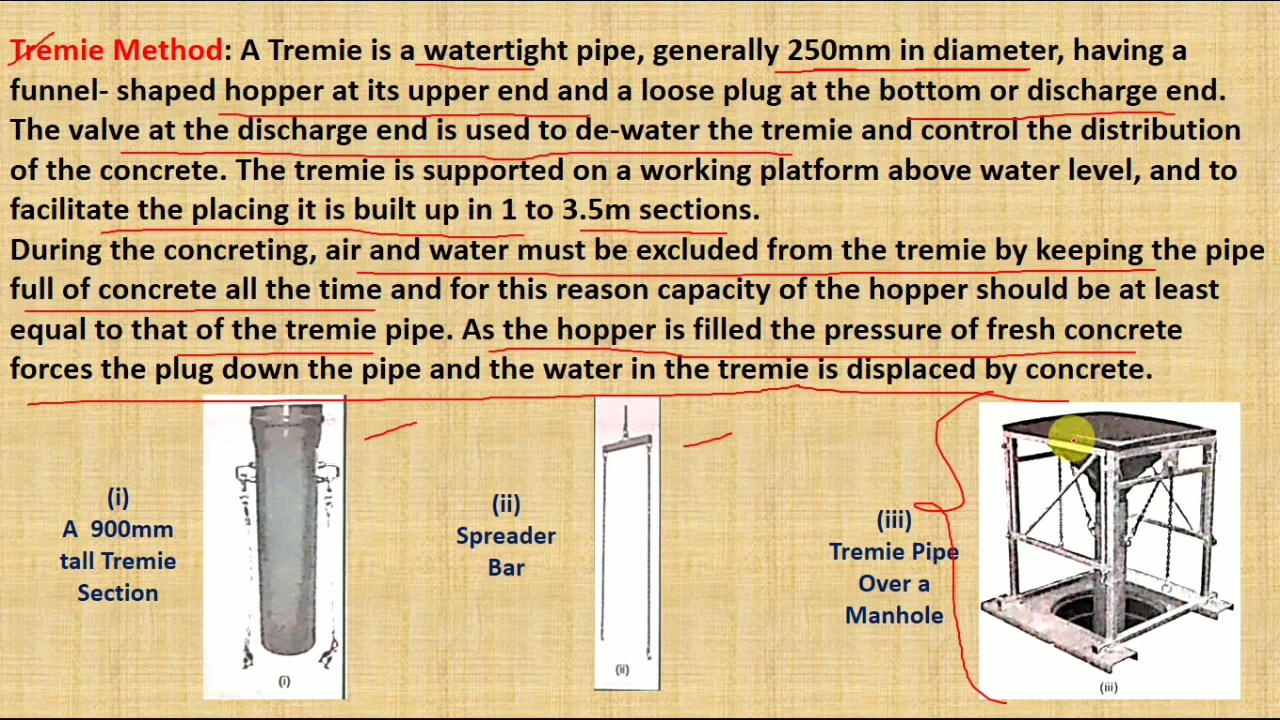 Tremie Method: A Tremie is a watertight pipe, generally 250mm in diameter, having a
funnel- shaped hopper at its upper end and a loose plug at the bottom or discharge end.
The valve at the discharge end is used to de-water the tremie and control the distribution
of the concrete. The tremie is supported on a working platform above water level, and to
facilitate the placing it is built up in 1 to 3.5m sections.
During the concreting, air and water must be excluded from the tremie by keeping the pipe
full of concrete all the time and for this reason capacity of the hopper should be at least
equal to that of the tremie pipe. As the hopper is filled the pressure of fresh concrete
forces the plug down the pipe and the water in the tremie is displaced by concrete.
(i)
A 900mm
tall Tremie
Section
(i)
(ii)
Spreader
Bar
(ii)
(iii)
Tremie Pipe
Over a
Manhole
(iii)